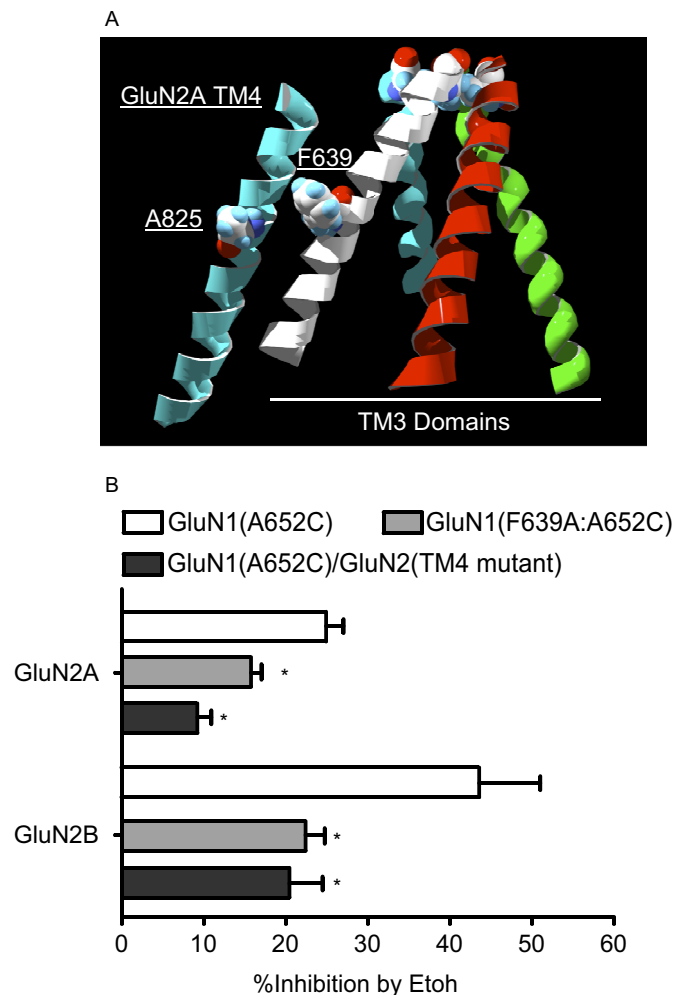 A
GluN2A TM4
F639
A825
TM3 Domains
B
GluN1(A652C)
GluN1(F639A:A652C)
GluN1(A652C)/GluN2(TM4 mutant)
GluN2A
*
*
GluN2B
*
*
0 10 20 30 40 50 60
%Inhibition by Etoh